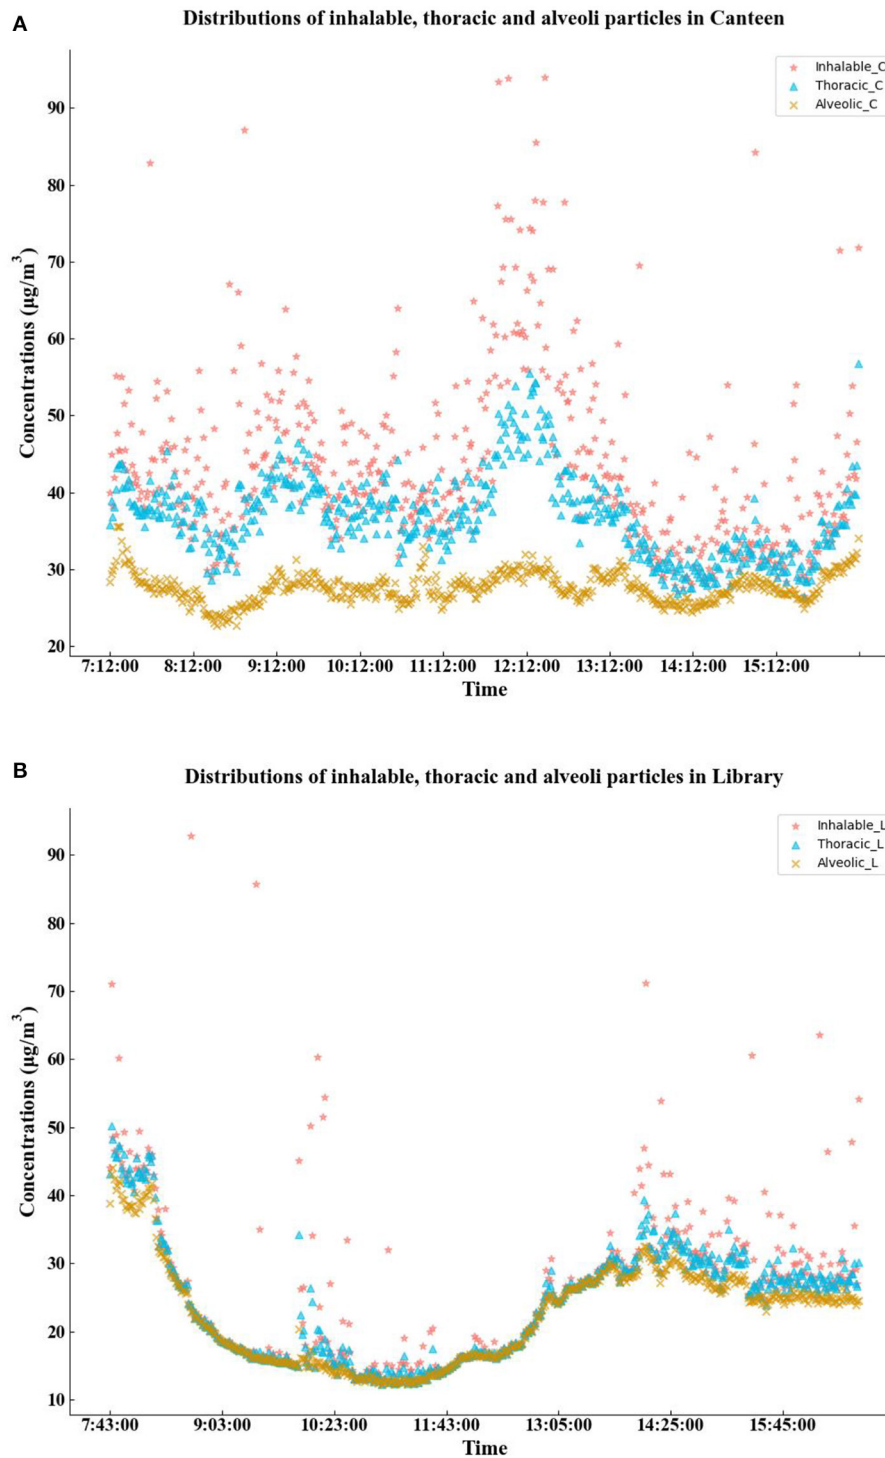 A
Distributions of inhalable, thoracic and alveoli particles in Canteen
Inhalable_C
Thoracic_C
Alveolic_C
90
80
70
60
50
40
30
20
Concentrations (μg/m³)
7:12:00 8:12:00 9:12:00 10:12:00 11:12:00 12:12:00 13:12:00 14:12:00 15:12:00
Time
B
Distributions of inhalable, thoracic and alveoli particles in Library
Inhalable_L
Thoracic_L
Alveolic_L
90
80
70
60
50
40
30
20
10
Concentrations (μg/m³)
7:43:00 9:03:00 10:23:00 11:43:00 13:05:00 14:25:00 15:45:00
Time